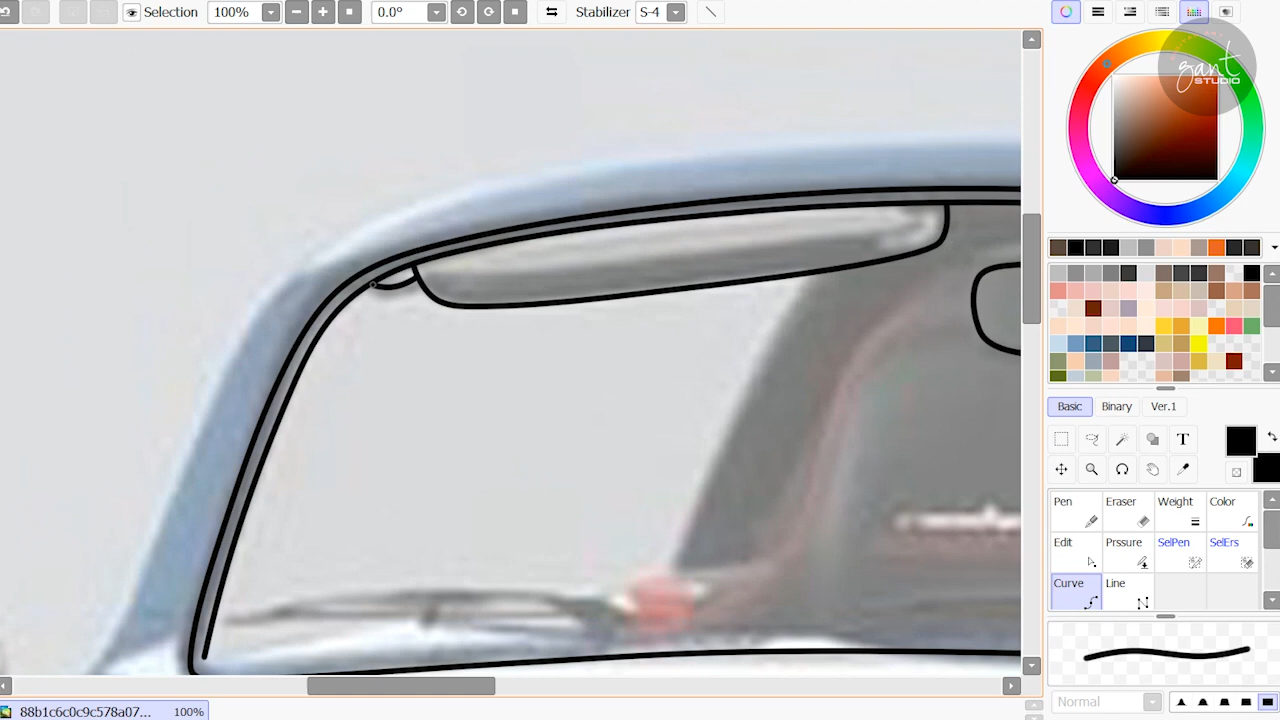 Selection 100% 0.0° Stabilizer S-4
gant
STUDIO
Basic Binary Ver.1
T
Pen Eraser Weight Color
Edit Prssure SelPen SelErs
Curve Line
Normal
88b1c6c0c9c578a07... 100%